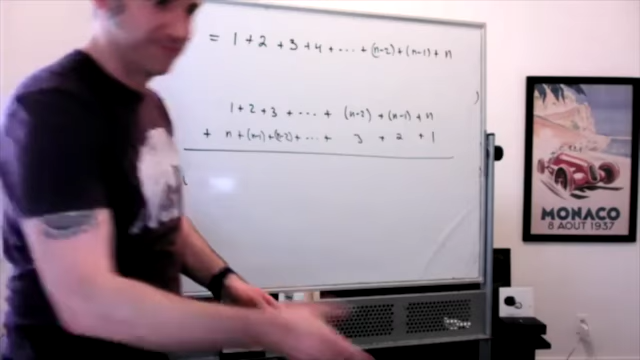 = 1 + 2 + 3 + 4 + ... + (n-2) + (n-1) + n
1 + 2 + 3 + ... + (n-2) + (n-1) + n
+ n + (n-1) + (n-2) + ... + 3 + 2 + 1
MONACO
8 AOUT 1937